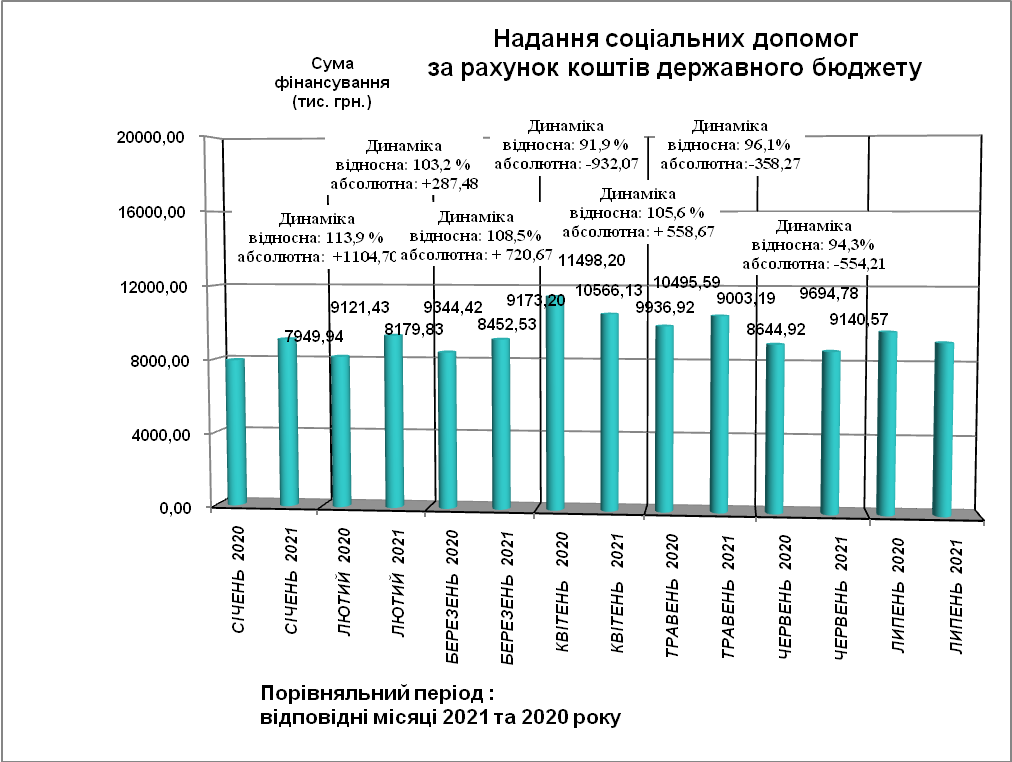 Надання соціальних допомог
за рахунок коштів державного бюджету
Сума
фінансування
(тис. грн.)
20000,00
16000,00
12000,00
8000,00
4000,00
0,00
Динаміка
відносна: 113,9 %
абсолютна: +1104,70
Динаміка
відносна: 103,2 %
абсолютна: +287,48
Динаміка
відносна: 108,5%
абсолютна: + 720,67
Динаміка
відносна: 91,9 %
абсолютна: -932,07
Динаміка
відносна: 105,6 %
абсолютна: + 558,67
Динаміка
відносна: 96,1%
абсолютна:-358,27
Динаміка
відносна: 94,3%
абсолютна: -554,21
7949,94
9121,43
8179,83
9344,42
8452,53
9173,20
11498,20
10566,13
9936,92
10495,59
9003,19
8644,92
9694,78
9140,57
СІЧЕНЬ 2020
СІЧЕНЬ 2021
ЛЮТИЙ 2020
ЛЮТИЙ 2021
БЕРЕЗЕНЬ 2020
БЕРЕЗЕНЬ 2021
КВІТЕНЬ 2020
КВІТЕНЬ 2021
ТРАВЕНЬ 2020
ТРАВЕНЬ 2021
ЧЕРВЕНЬ 2020
ЧЕРВЕНЬ 2021
ЛИПЕНЬ 2020
ЛИПЕНЬ 2021
Порівняльний період :
відповідні місяці 2021 та 2020 року